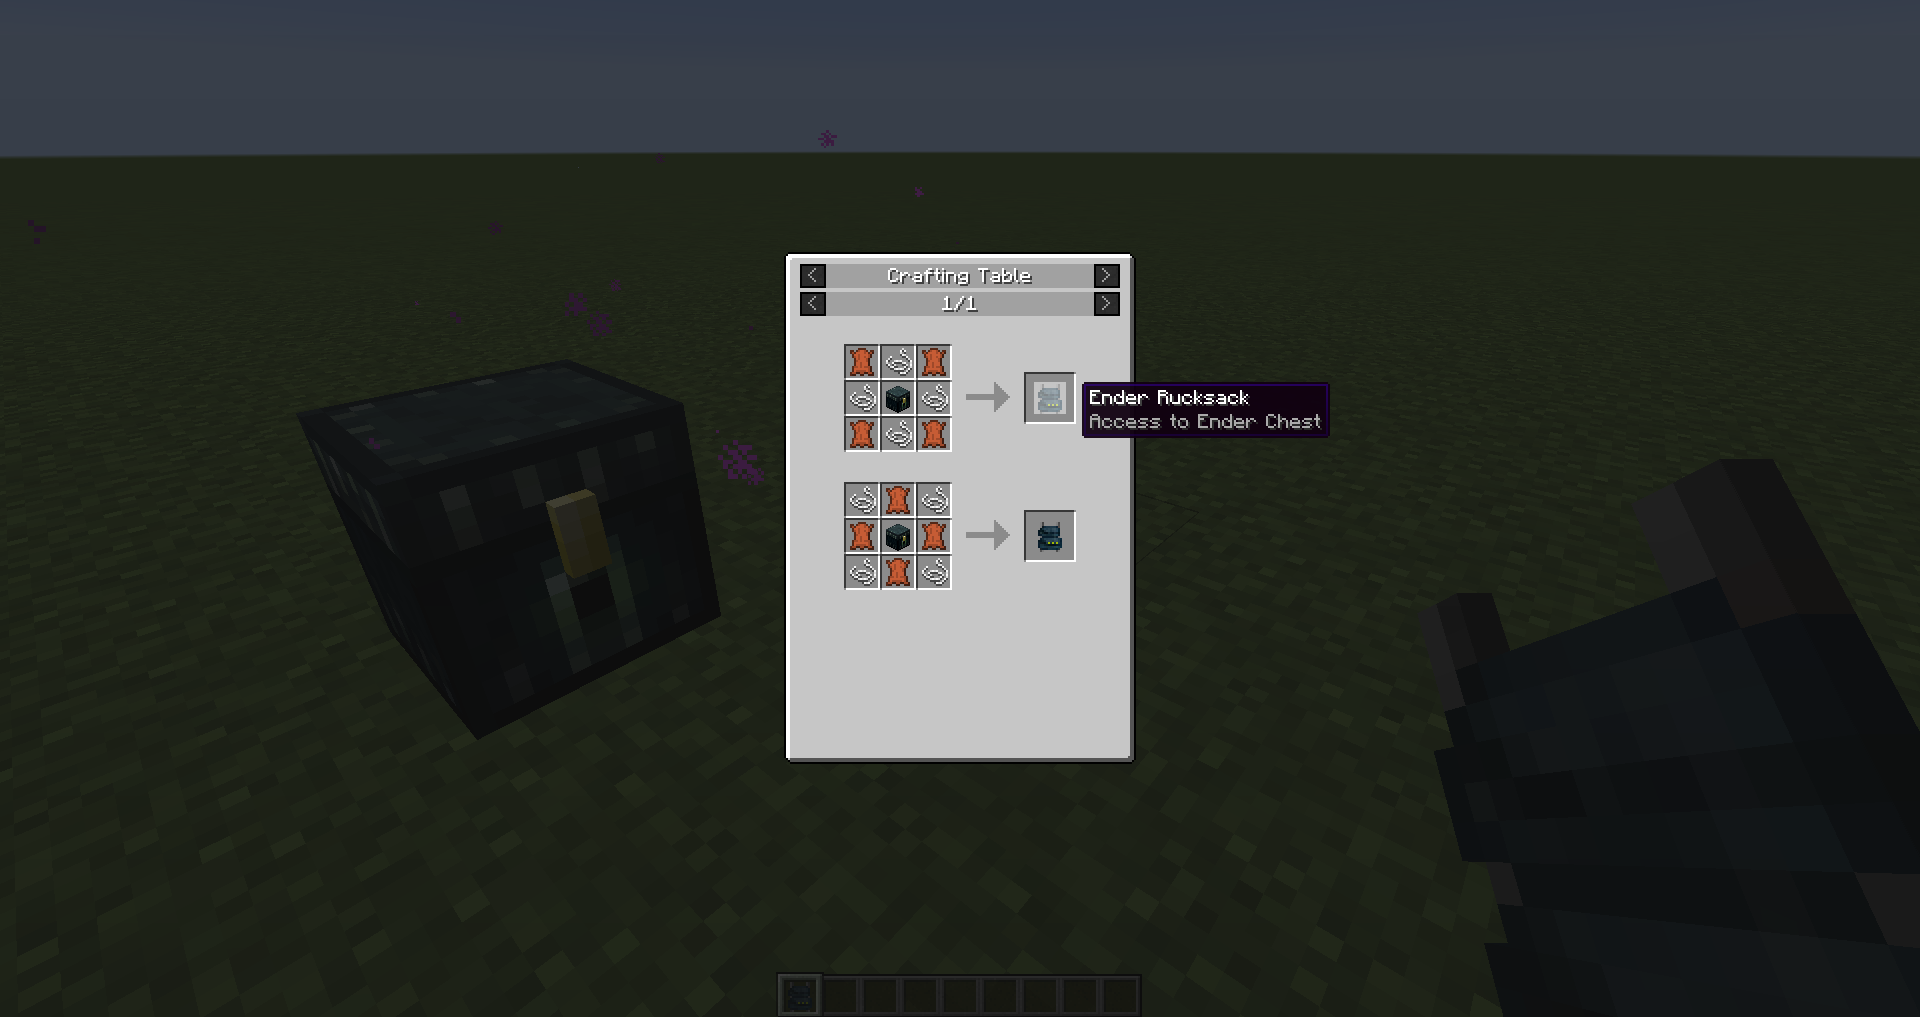 <
Crafting Table
>
<
1/1
>
Ender Rucksack
Access to Ender Chest